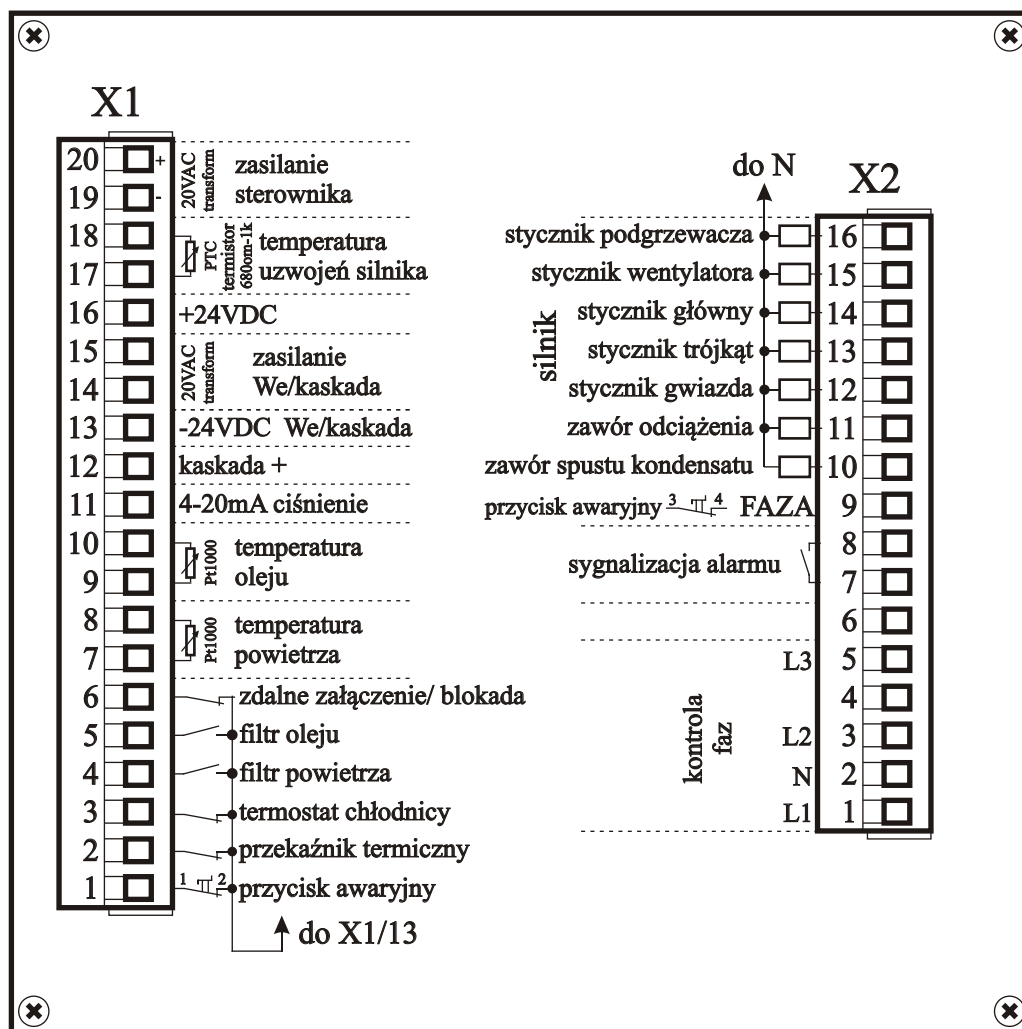 X1
20 + 20VAC transform zasilanie
19 - sterownika
18 PTC termistor 680om-1k temperatura
17 uzwojeń silnika
16 +24VDC
15 20VAC transform zasilanie
14 We/kaskada
13 -24VDC We/kaskada
12 kaskada +
11 4-20mA ciśnienie
10 Pt1000 temperatura
9 oleju
8 Pt1000 temperatura
7 powietrza
6 zdalne załączenie/ blokada
5 filtr oleju
4 filtr powietrza
3 termostat chłodnicy
2 przekaźnik termiczny
1 1 2 przycisk awaryjny
do X1/13
do N
X2
silnik
stycznik podgrzewacza 16
stycznik wentylatora 15
stycznik główny 14
stycznik trójkąt 13
stycznik gwiazda 12
zawór odciążenia 11
zawór spustu kondensatu 10
przycisk awaryjny 3 4 FAZA 9
8
sygnalizacja alarmu 7
6
kontrola
faz
L3 5
4
L2 3
N 2
L1 1